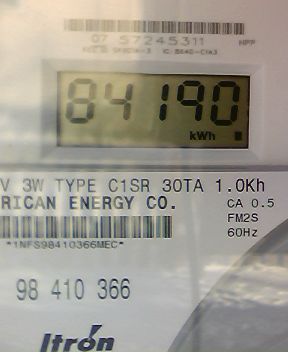 07 57245311 NPP
84190
kWh
V 3W TYPE C1SR 30TA 1.0Kh
RICAN ENERGY CO. CA 0.5
FM2S
*1NFS98410366MEC* 60Hz
98 410 366
Itron